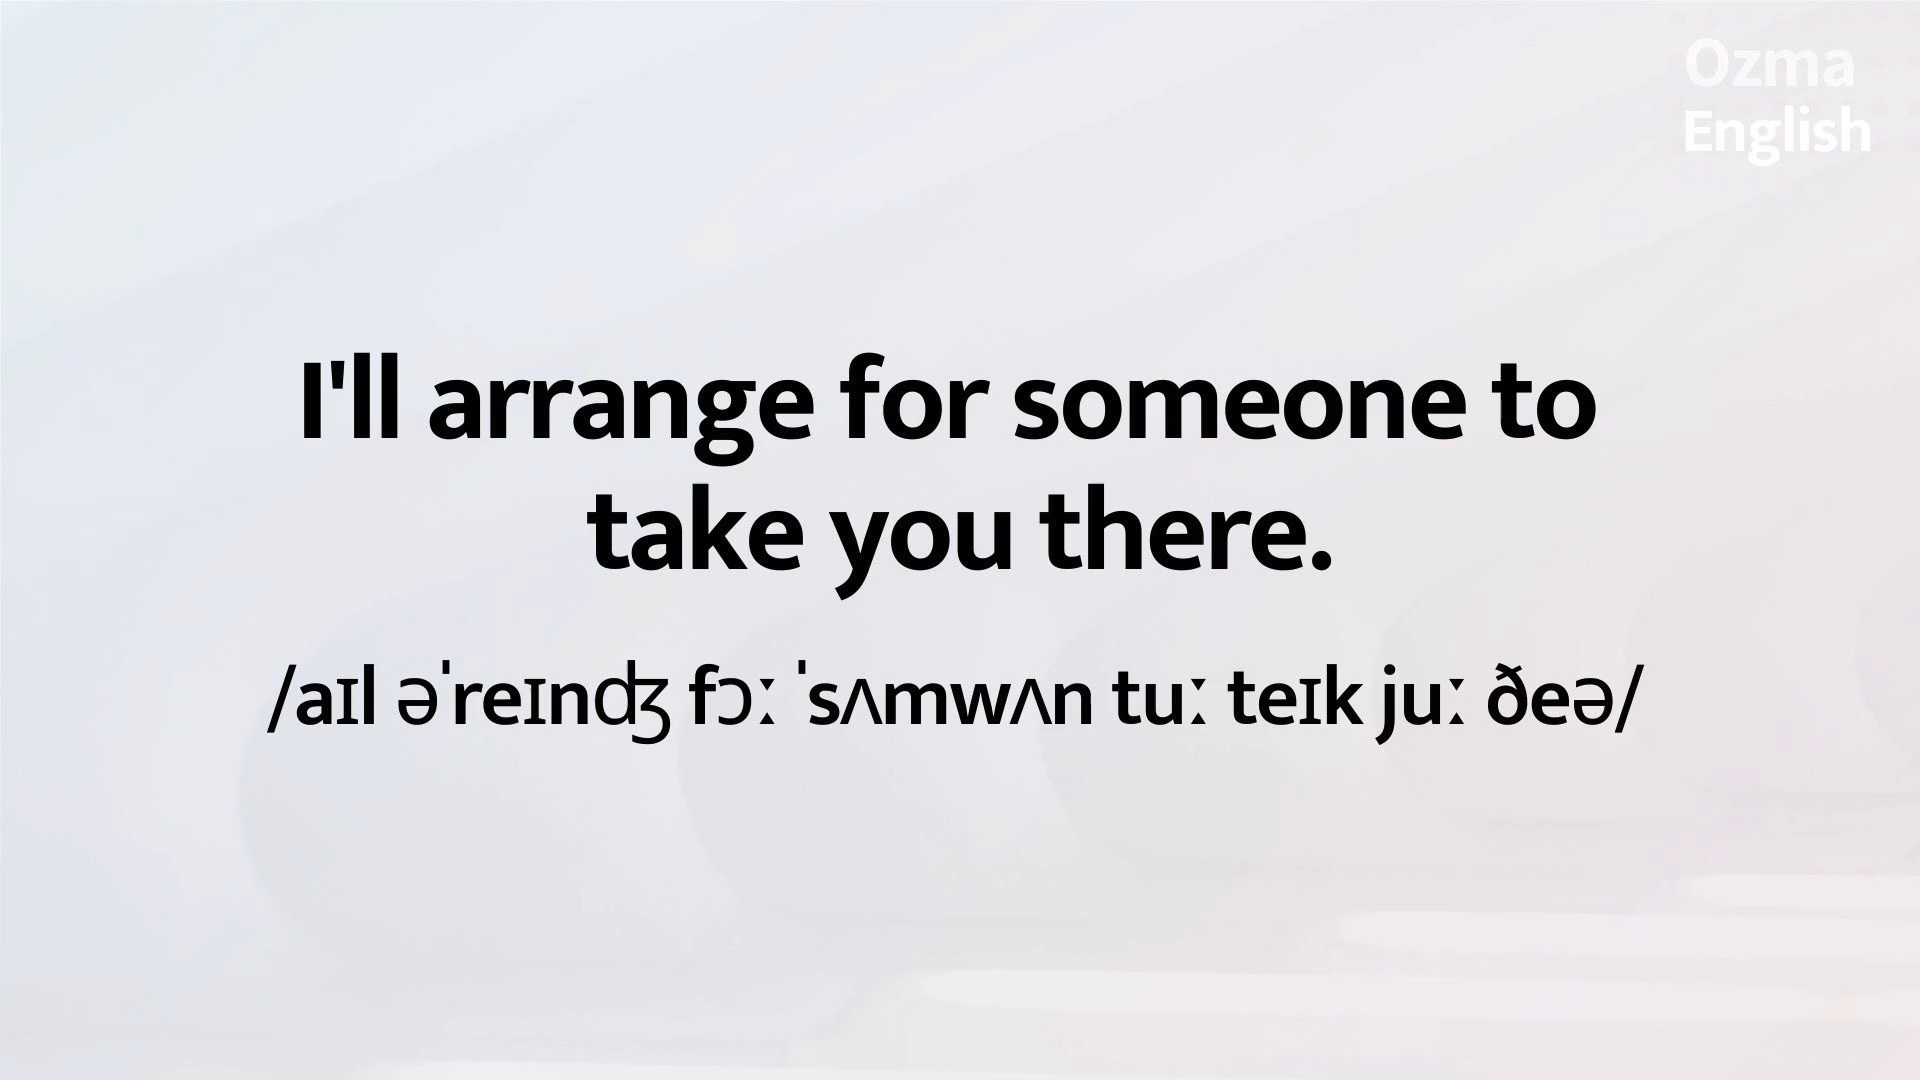 Ozma
English
I'll arrange for someone to
take you there.
/aɪl əˈreɪnʤ fɔː ˈsʌmwʌn tuː teɪk juː ðeə/